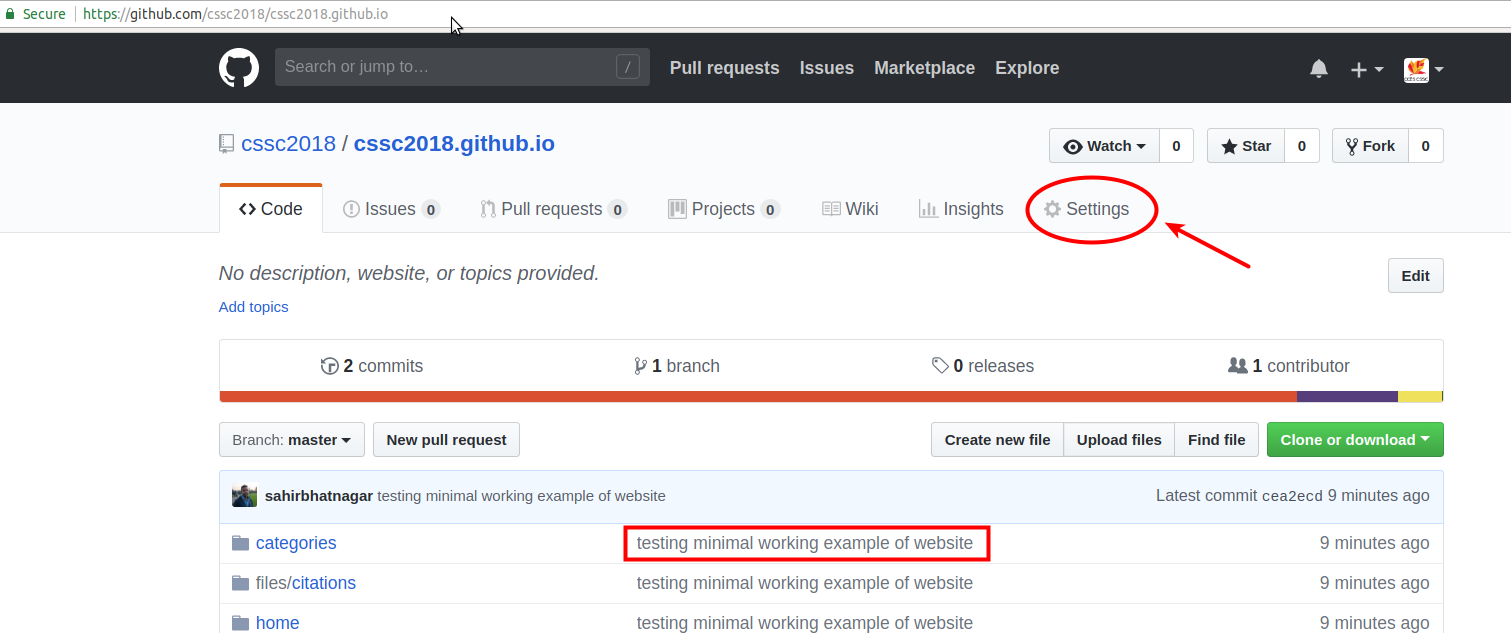 Secure https://github.com/cssc2018/cssc2018.github.io
Search or jump to… / Pull requests Issues Marketplace Explore
cssc2018 / cssc2018.github.io Watch 0 Star 0 Fork 0
Code Issues 0 Pull requests 0 Projects 0 Wiki Insights Settings
No description, website, or topics provided. Edit
Add topics
2 commits 1 branch 0 releases 1 contributor
Branch: master New pull request Create new file Upload files Find file Clone or download
sahirbhatnagar testing minimal working example of website Latest commit cea2ecd 9 minutes ago
categories testing minimal working example of website 9 minutes ago
files/citations testing minimal working example of website 9 minutes ago
home testing minimal working example of website 9 minutes ago